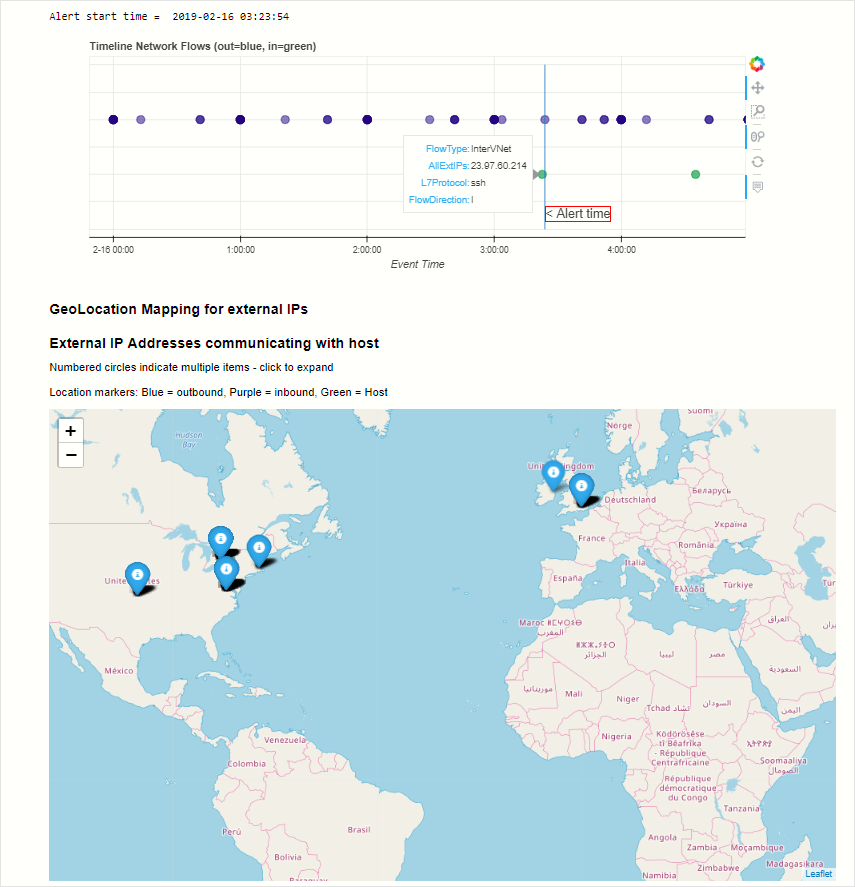 Alert start time =  2019-02-16 03:23:54
Timeline Network Flows (out=blue, in=green)
FlowType: InterVNet
AllExtIPs: 23.97.60.214
L7Protocol: ssh
FlowDirection: I
< Alert time
2-16 00:00 1:00:00 2:00:00 3:00:00 4:00:00
Event Time
GeoLocation Mapping for external IPs
External IP Addresses communicating with host
Numbered circles indicate multiple items - click to expand
Location markers: Blue = outbound, Purple = inbound, Green = Host
+
−
Suomi
Norge
Hudson
Bay
Deutschland
Беларусь
Україна
France
România
Italia
España
Ελλάδα
Türkiye
México
Maroc ⵍⵎⵖⵔⵉⴱ
المغرب
العراق
الجزائر
ليبيا
مصر
السعودية
موريتانيا
Mali
Niger
Tchad تشاد
السودان
اليمن
Nigeria
Ködörösêse
tî Bêafrîka
- République
Centrafricaine
ኢትዮጵያ
Soomaaliya
الصومال
Venezuela
Colombia
République
démocratique
du Congo
Tanzania
Perú
Brasil
Angola
Zambia
Moçambique
Bolivia
Zimbabwe
Madagasikara
Namibia
Paraguay
Leaflet